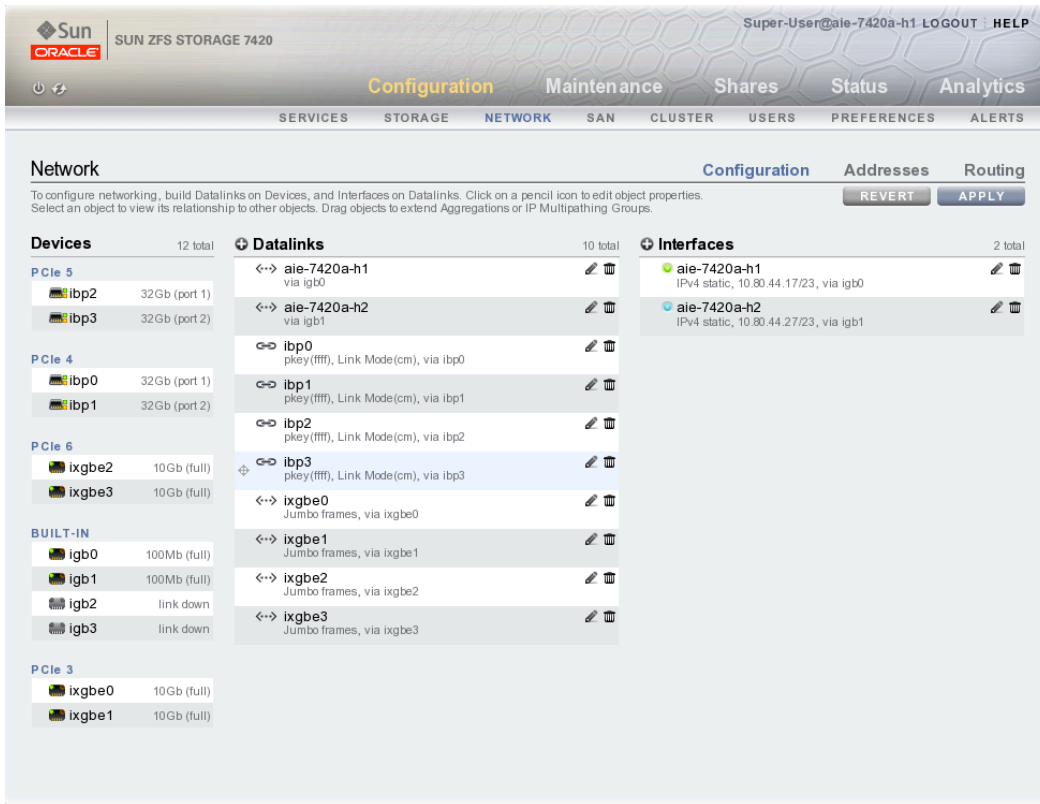 Super-User@aie-7420a-h1 LOGOUT HELP
Sun
ORACLE
SUN ZFS STORAGE 7420
Configuration Maintenance Shares Status Analytics
SERVICES STORAGE NETWORK SAN CLUSTER USERS PREFERENCES ALERTS
Network
Configuration Addresses Routing
To configure networking, build Datalinks on Devices, and Interfaces on Datalinks. Click on a pencil icon to edit object properties.
Select an object to view its relationship to other objects. Drag objects to extend Aggregations or IP Multipathing Groups.
REVERT APPLY
Devices 12 total
PCIe 5
ibp2 32Gb (port 1)
ibp3 32Gb (port 2)
PCIe 4
ibp0 32Gb (port 1)
ibp1 32Gb (port 2)
PCIe 6
ixgbe2 10Gb (full)
ixgbe3 10Gb (full)
BUILT-IN
igb0 100Mb (full)
igb1 100Mb (full)
igb2 link down
igb3 link down
PCIe 3
ixgbe0 10Gb (full)
ixgbe1 10Gb (full)
Datalinks 10 total
aie-7420a-h1
via igb0
aie-7420a-h2
via igb1
ibp0
pkey(ffff), Link Mode(cm), via ibp0
ibp1
pkey(ffff), Link Mode(cm), via ibp1
ibp2
pkey(ffff), Link Mode(cm), via ibp2
ibp3
pkey(ffff), Link Mode(cm), via ibp3
ixgbe0
Jumbo frames, via ixgbe0
ixgbe1
Jumbo frames, via ixgbe1
ixgbe2
Jumbo frames, via ixgbe2
ixgbe3
Jumbo frames, via ixgbe3
Interfaces 2 total
aie-7420a-h1
IPv4 static, 10.80.44.17/23, via igb0
aie-7420a-h2
IPv4 static, 10.80.44.27/23, via igb1